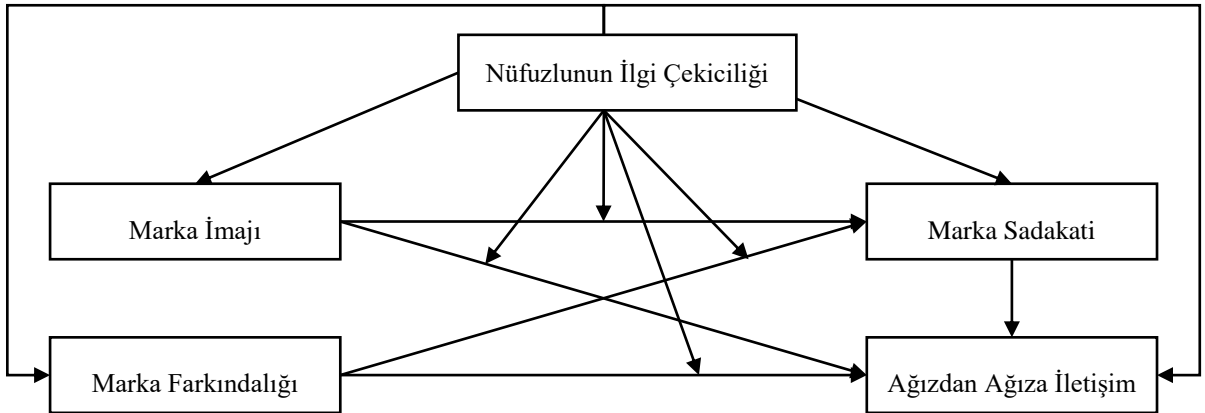 Nüfuzlunun İlgi Çekiciliği
Marka İmajı
Marka Sadakati
Marka Farkındalığı
Ağızdan Ağıza İletişim